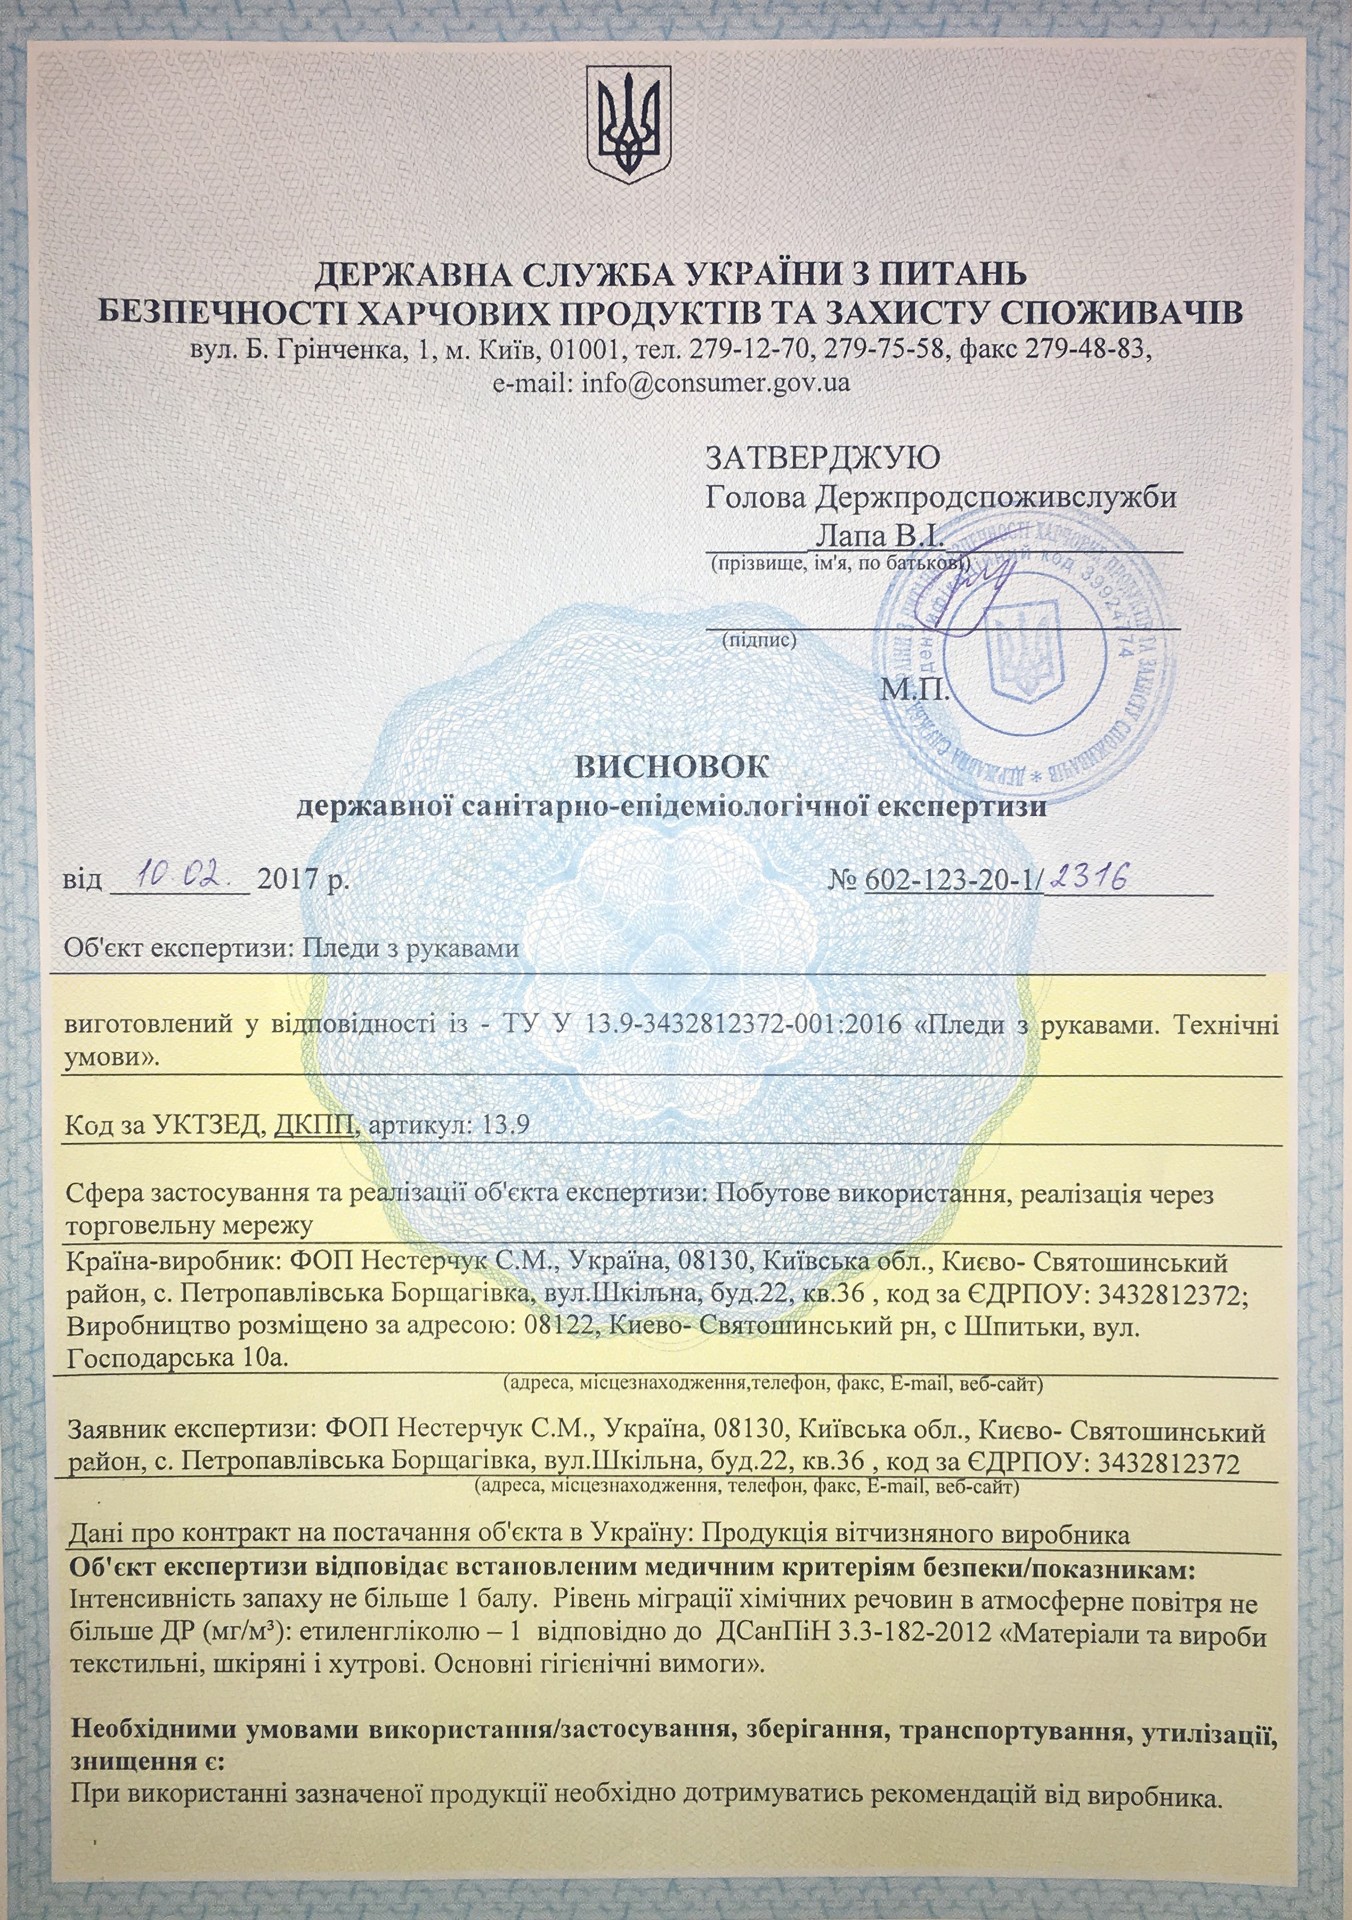 ДЕРЖАВНА СЛУЖБА УКРАЇНИ З ПИТАНЬ
БЕЗПЕЧНОСТІ ХАРЧОВИХ ПРОДУКТІВ ТА ЗАХИСТУ СПОЖИВАЧІВ
вул. Б. Грінченка, 1, м. Київ, 01001, тел. 279-12-70, 279-75-58, факс 279-48-83,
e-mail: info@consumer.gov.ua
ЗАТВЕРДЖУЮ
Голова Держпродспоживслужби
Лапа В.І.
(прізвище, ім'я, по батькові)
(підпис)
М.П.
ідентифікаційний код 39924774
ВИСНОВОК
державної санітарно-епідеміологічної експертизи
від 10.02. 2017 р. № 602-123-20-1/2316
Об'єкт експертизи: Пледи з рукавами
виготовлений у відповідності із - ТУ У 13.9-3432812372-001:2016 «Пледи з рукавами. Технічні
умови».
Код за УКТЗЕД, ДКПП, артикул: 13.9
Сфера застосування та реалізації об'єкта експертизи: Побутове використання, реалізація через
торговельну мережу
Країна-виробник: ФОП Нестерчук С.М., Україна, 08130, Київська обл., Києво- Святошинський
район, с. Петропавлівська Борщагівка, вул.Шкільна, буд.22, кв.36 , код за ЄДРПОУ: 3432812372;
Виробництво розміщено за адресою: 08122, Киево- Святошинський рн, с Шпитьки, вул.
Господарська 10а.
(адреса, місцезнаходження,телефон, факс, E-mail, веб-сайт)
Заявник експертизи: ФОП Нестерчук С.М., Україна, 08130, Київська обл., Києво- Святошинський
район, с. Петропавлівська Борщагівка, вул.Шкільна, буд.22, кв.36 , код за ЄДРПОУ: 3432812372
(адреса, місцезнаходження, телефон, факс, E-mail, веб-сайт)
Дані про контракт на постачання об'єкта в Україну: Продукція вітчизняного виробника
Об'єкт експертизи відповідає встановленим медичним критеріям безпеки/показникам:
Інтенсивність запаху не більше 1 балу. Рівень міграції хімічних речовин в атмосферне повітря не
більше ДР (мг/м³): етиленгліколю – 1 відповідно до ДСанПіН 3.3-182-2012 «Матеріали та вироби
текстильні, шкіряні і хутрові. Основні гігієнічні вимоги».
Необхідними умовами використання/застосування, зберігання, транспортування, утилізації,
знищення є:
При використанні зазначеної продукції необхідно дотримуватись рекомендацій від виробника.